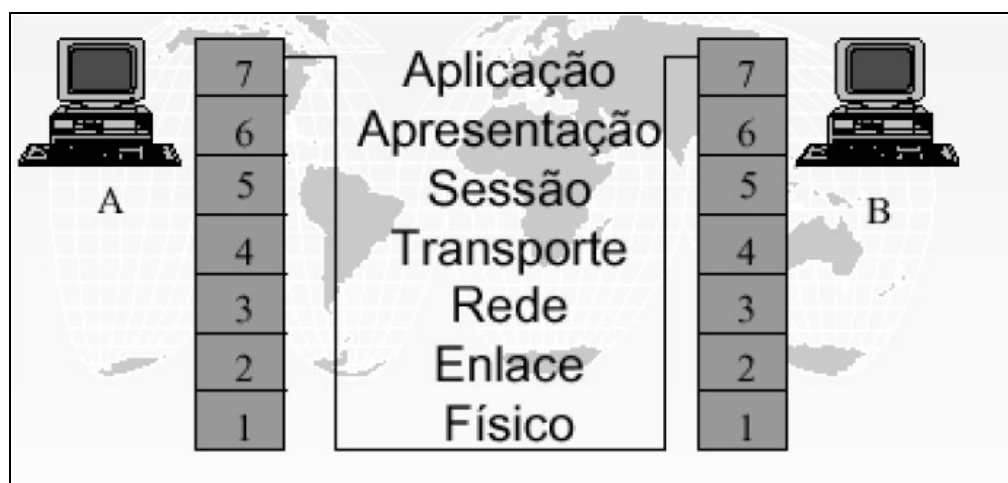 7 Aplicação 7
6 Apresentação 6
5 Sessão 5
A
4 Transporte 4
B
3 Rede 3
2 Enlace 2
1 Físico 1